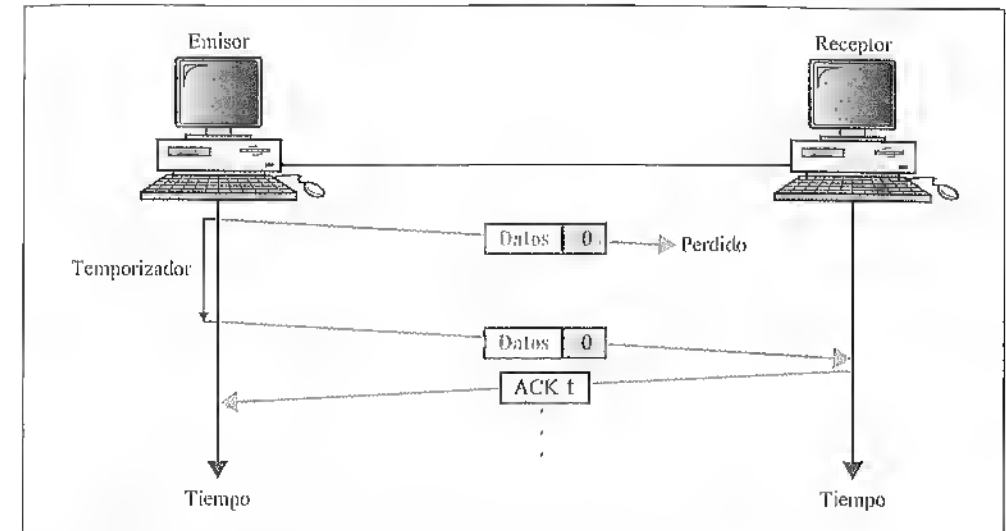 Emisor
Receptor
Datos 0
Perdido
Temporizador
Datos 0
ACK 1
Tiempo
Tiempo